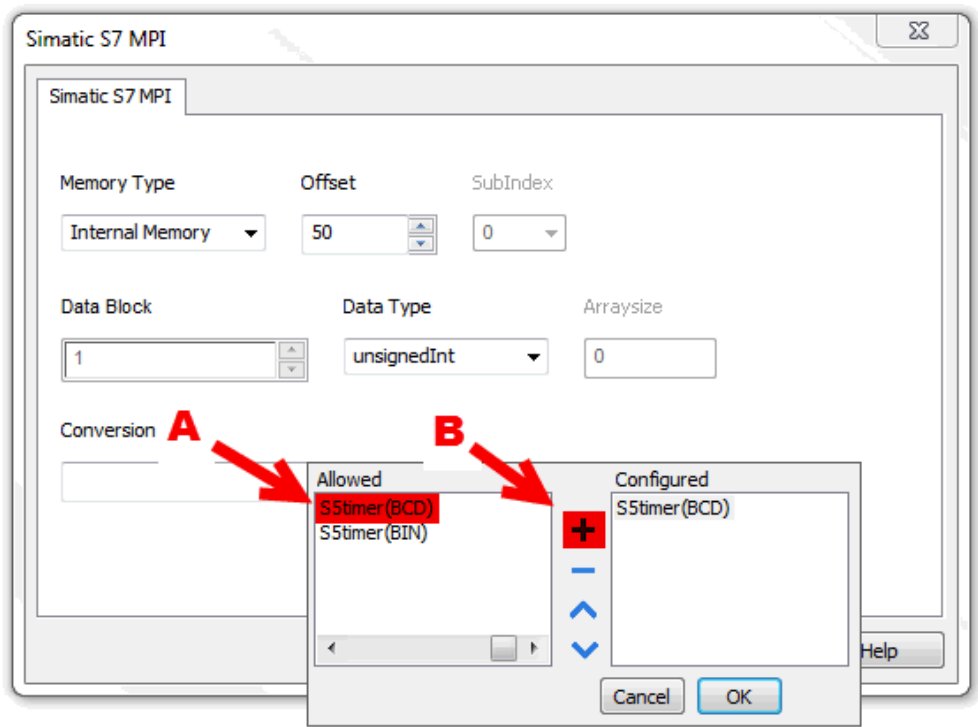 Simatic S7 MPI
Simatic S7 MPI
Memory Type Offset SubIndex
Internal Memory 50 0
Data Block Data Type Arraysize
1 unsignedInt 0
Conversion A B
Allowed Configured
S5timer(BCD) S5timer(BCD)
S5timer(BIN)
Help
Cancel OK